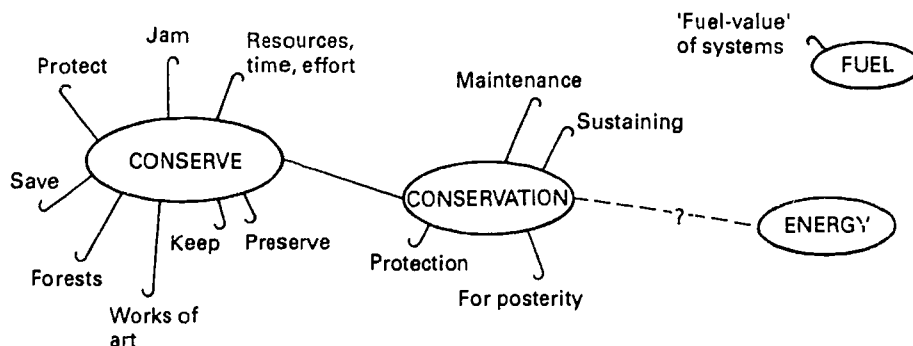 Jam
Resources,
time, effort
Protect
CONSERVE
Save
Keep
Preserve
Forests
Works of
art
Maintenance
Sustaining
CONSERVATION
Protection
For posterity
?
'Fuel-value'
of systems
FUEL
ENERGY